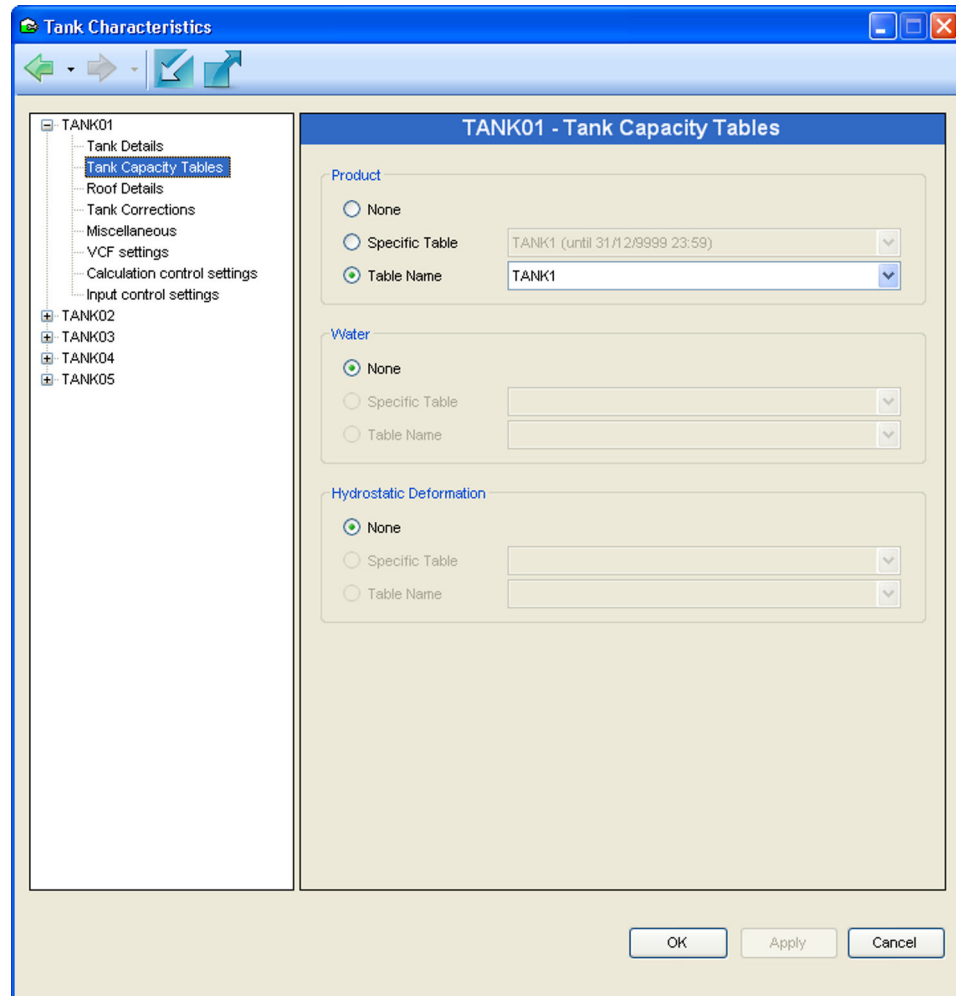 Tank Characteristics
TANK01
Tank Details
Tank Capacity Tables
Roof Details
Tank Corrections
Miscellaneous
VCF settings
Calculation control settings
Input control settings
TANK02
TANK03
TANK04
TANK05
TANK01 - Tank Capacity Tables
Product
None
Specific Table TANK1 (until 31/12/9999 23:59)
Table Name TANK1
Water
None
Specific Table
Table Name
Hydrostatic Deformation
None
Specific Table
Table Name
OK Apply Cancel